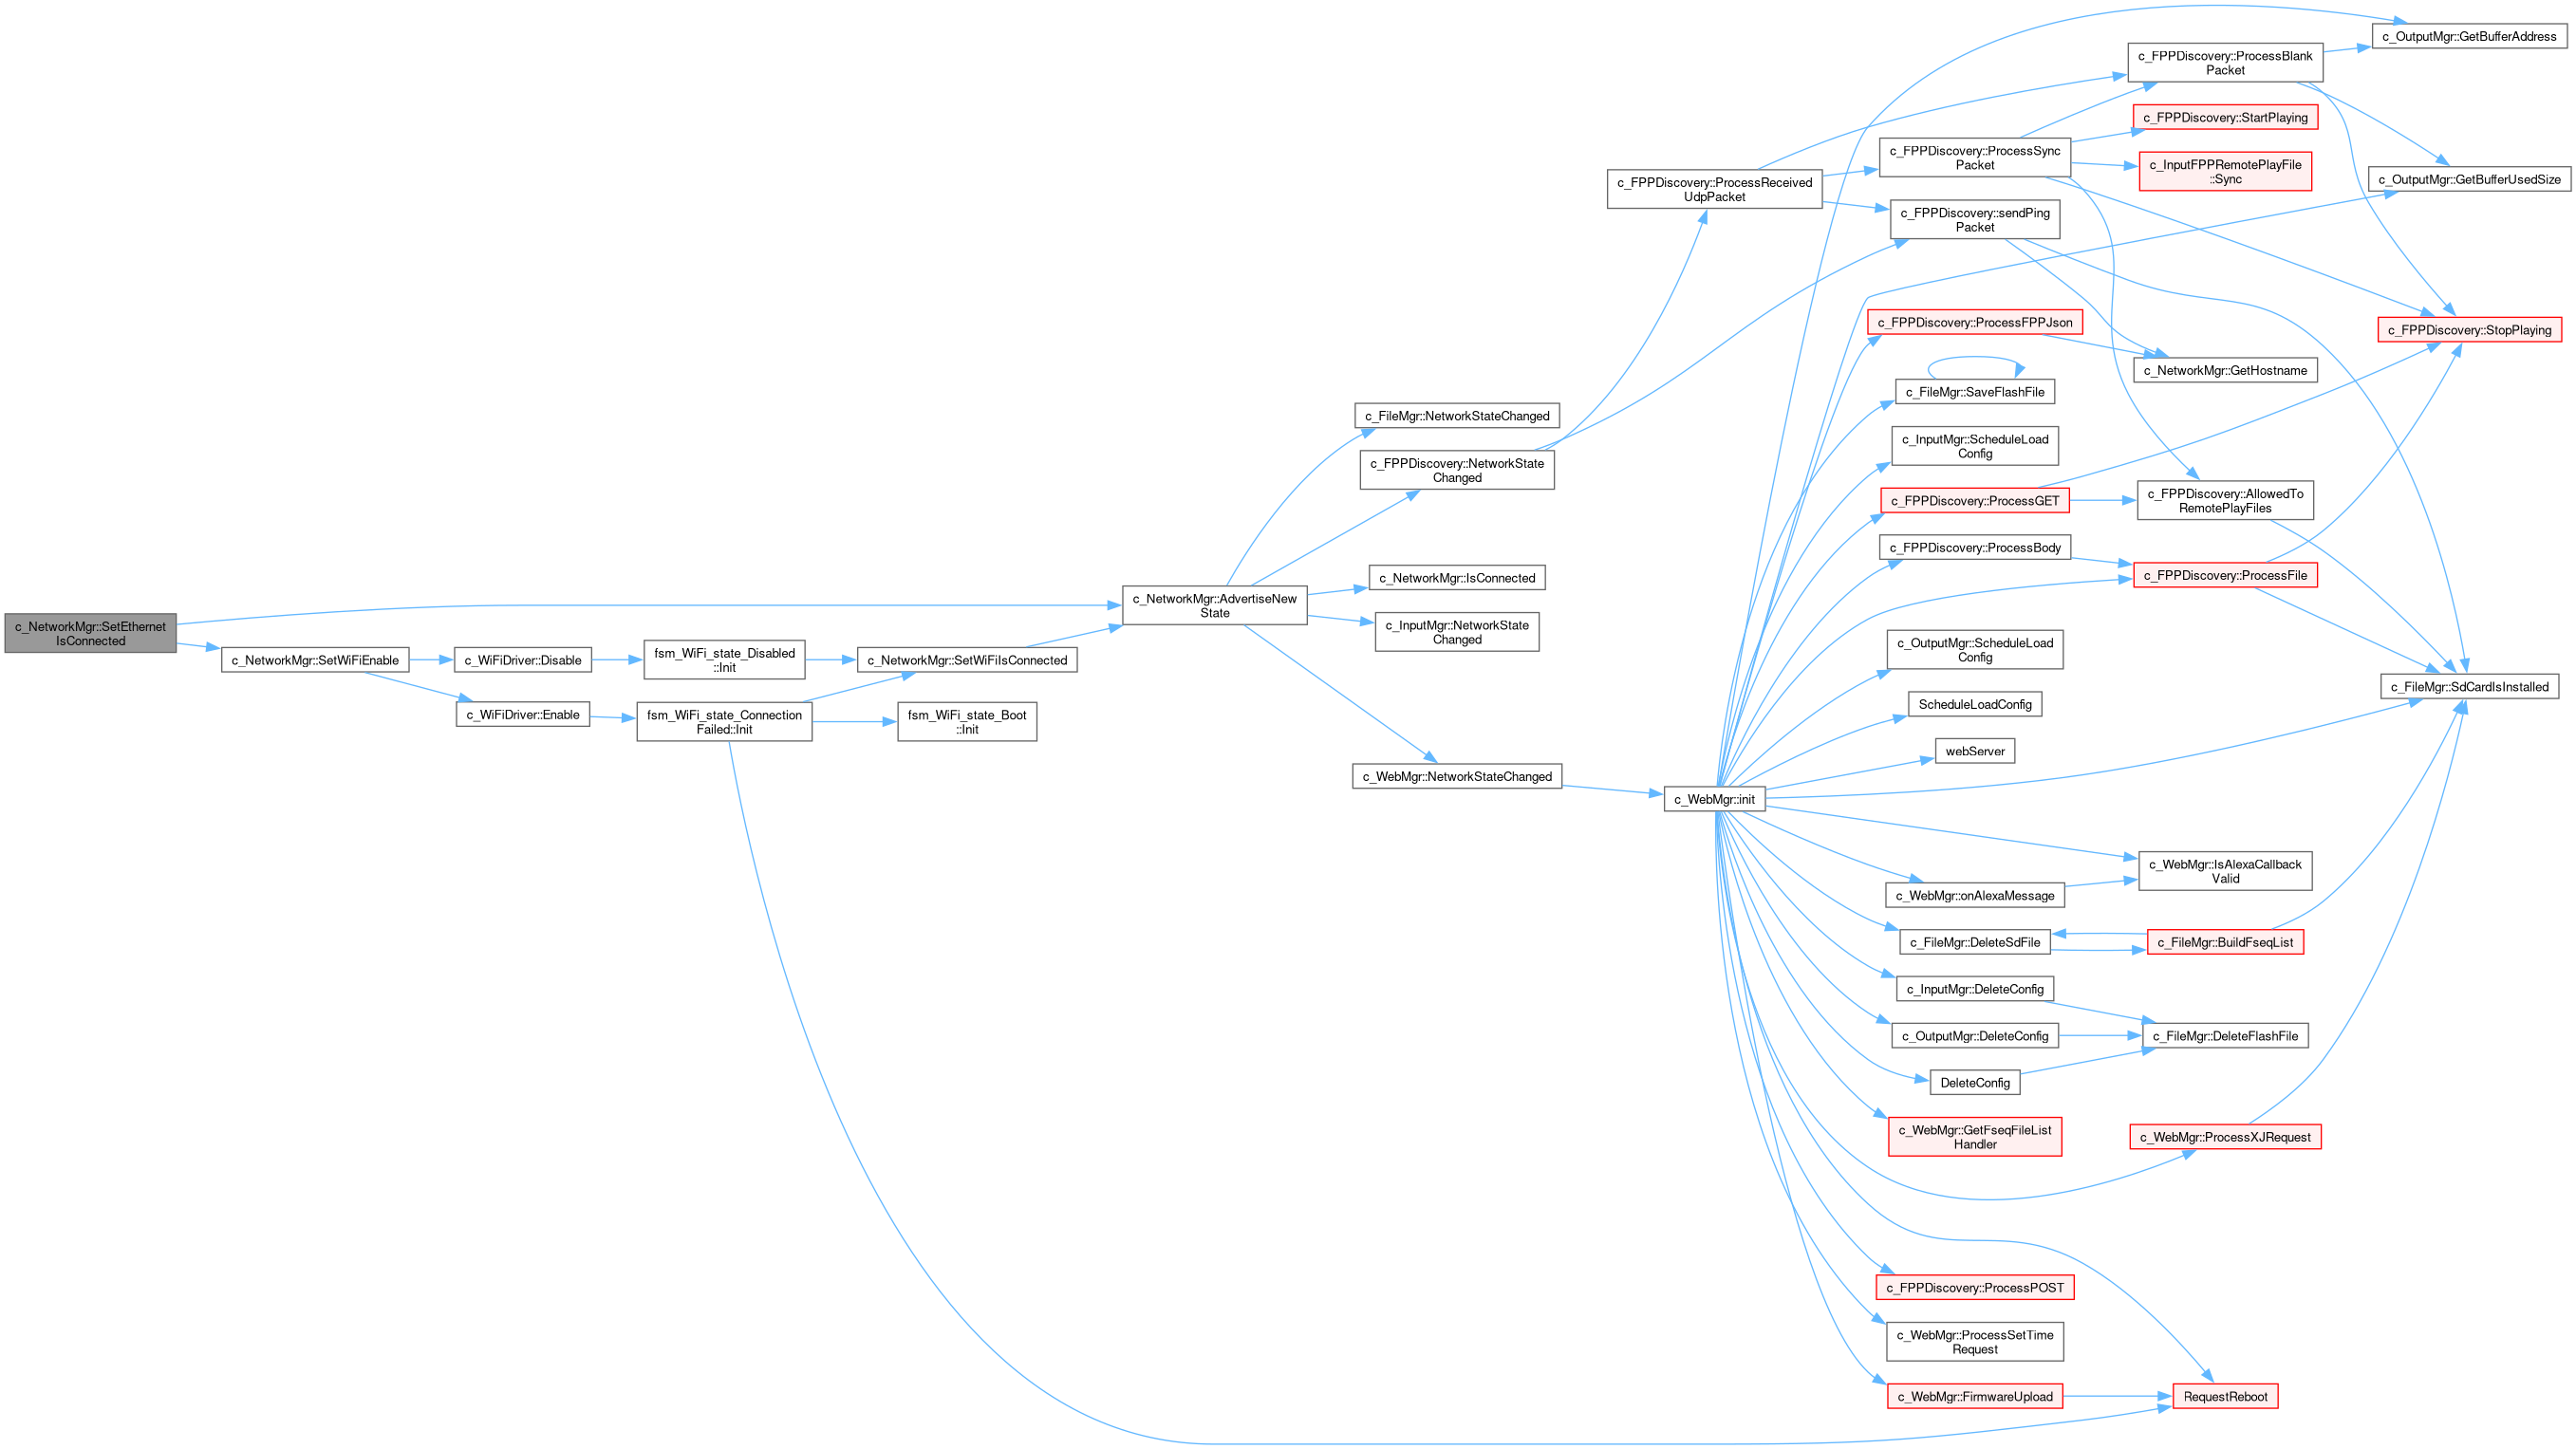 c_NetworkMgr::SetEthernet
IsConnected
c_NetworkMgr::SetWiFiEnable
c_WiFiDriver::Disable
c_WiFiDriver::Enable
fsm_WiFi_state_Disabled
::Init
fsm_WiFi_state_Connection
Failed::Init
c_NetworkMgr::SetWiFiIsConnected
fsm_WiFi_state_Boot
::Init
c_NetworkMgr::AdvertiseNew
State
c_FileMgr::NetworkStateChanged
c_FPPDiscovery::NetworkState
Changed
c_NetworkMgr::IsConnected
c_InputMgr::NetworkState
Changed
c_WebMgr::NetworkStateChanged
c_FPPDiscovery::ProcessReceived
UdpPacket
c_WebMgr::init
c_FPPDiscovery::ProcessSync
Packet
c_FPPDiscovery::sendPing
Packet
c_FPPDiscovery::ProcessFPPJson
c_FileMgr::SaveFlashFile
c_InputMgr::ScheduleLoad
Config
c_FPPDiscovery::ProcessGET
c_FPPDiscovery::ProcessBody
c_OutputMgr::ScheduleLoad
Config
ScheduleLoadConfig
webServer
c_WebMgr::onAlexaMessage
c_FileMgr::DeleteSdFile
c_InputMgr::DeleteConfig
c_OutputMgr::DeleteConfig
DeleteConfig
c_WebMgr::GetFseqFileList
Handler
c_FPPDiscovery::ProcessPOST
c_WebMgr::ProcessSetTime
Request
c_WebMgr::FirmwareUpload
c_FPPDiscovery::ProcessBlank
Packet
c_FPPDiscovery::StartPlaying
c_InputFPPRemotePlayFile
::Sync
c_NetworkMgr::GetHostname
c_FPPDiscovery::AllowedTo
RemotePlayFiles
c_FPPDiscovery::ProcessFile
c_WebMgr::IsAlexaCallback
Valid
c_FileMgr::BuildFseqList
c_FileMgr::DeleteFlashFile
c_WebMgr::ProcessXJRequest
RequestReboot
c_OutputMgr::GetBufferAddress
c_OutputMgr::GetBufferUsedSize
c_FPPDiscovery::StopPlaying
c_FileMgr::SdCardIsInstalled